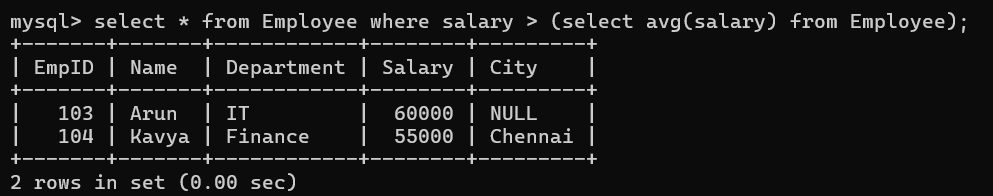 mysql> select * from Employee where salary > (select avg(salary) from Employee);
+-------+-------+------------+--------+---------+
| EmpID | Name  | Department | Salary | City    |
+-------+-------+------------+--------+---------+
|   103 | Arun  | IT         |  60000 | NULL    |
|   104 | Kavya | Finance    |  55000 | Chennai |
+-------+-------+------------+--------+---------+
2 rows in set (0.00 sec)